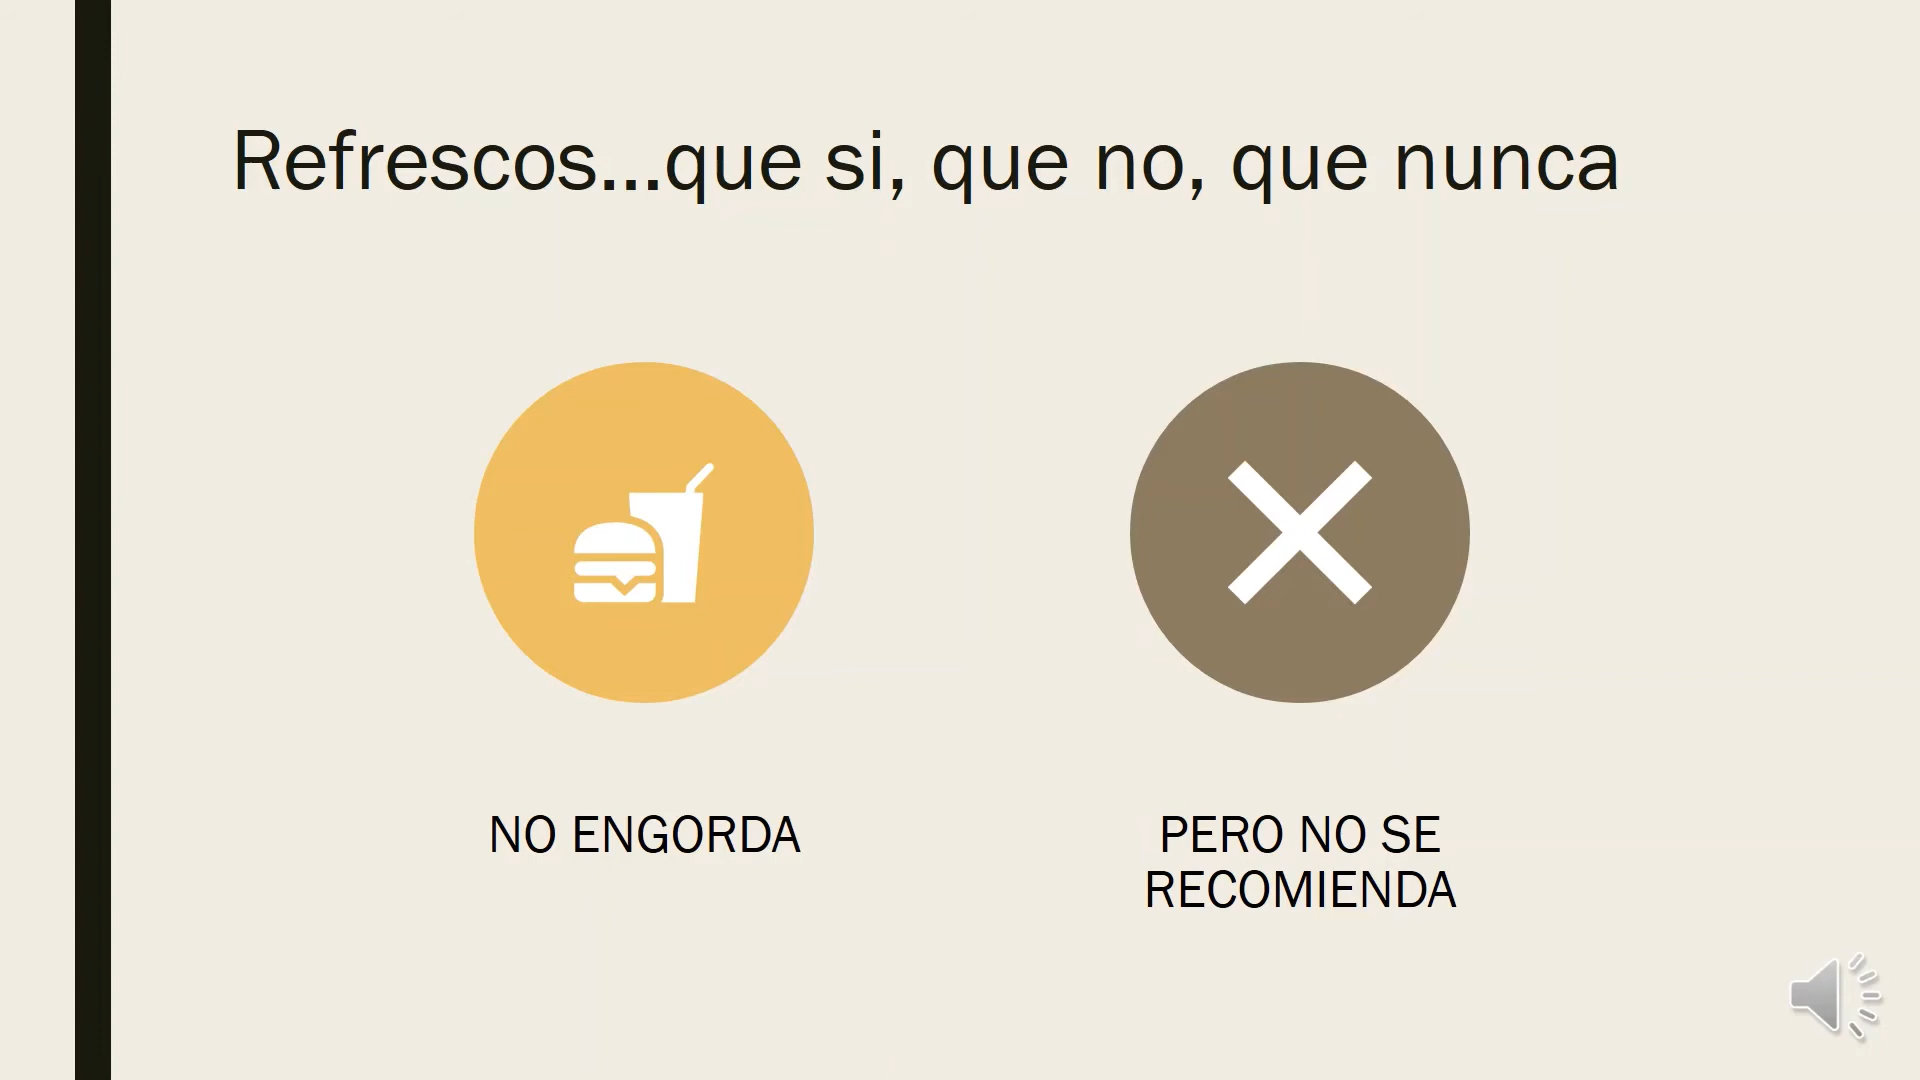 Refrescos...que si, que no, que nunca
NO ENGORDA
PERO NO SE
RECOMIENDA